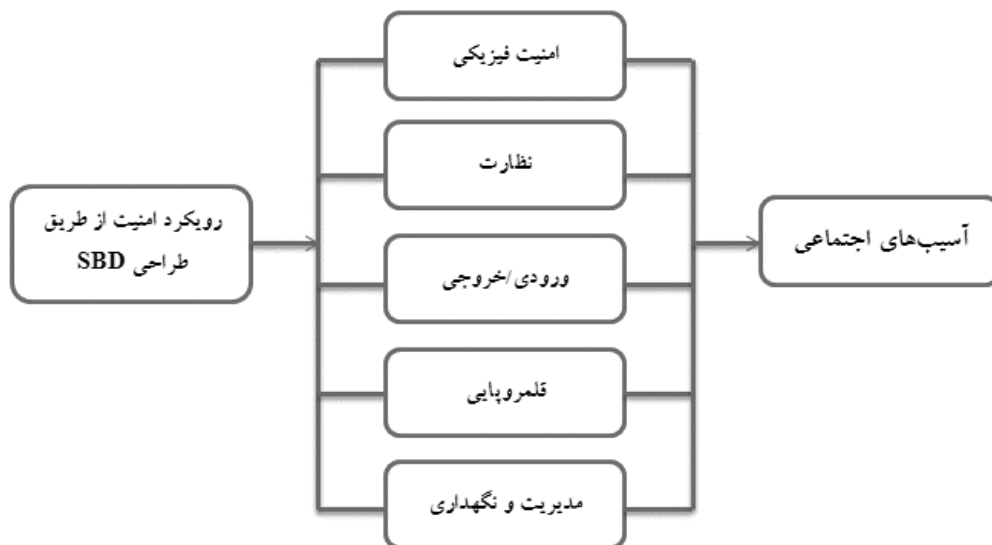 امنیت فیزیکی
نظارت
رویکرد امنیت از طریق
طراحی SBD
ورودی/خروجی
آسیب‌های اجتماعی
قلمروپایی
مدیریت و نگهداری